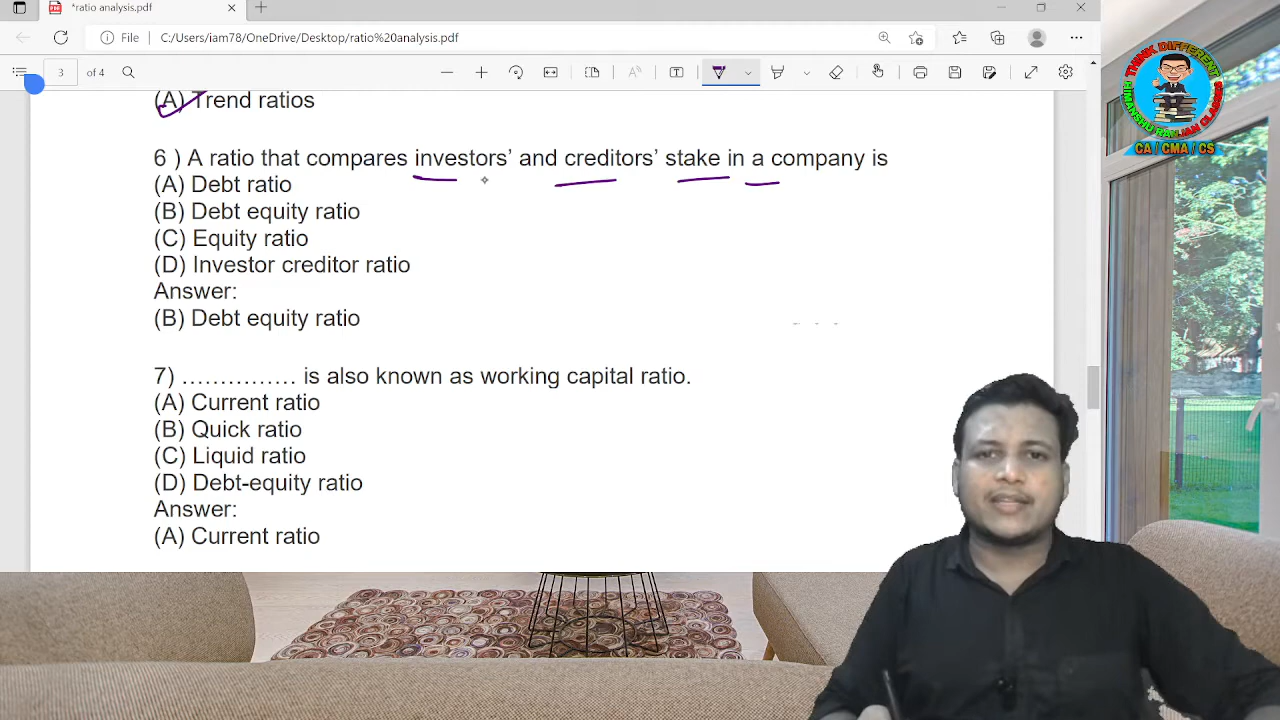 *ratio analysis.pdf
File
C:/Users/iam78/OneDrive/Desktop/ratio%20analysis.pdf
3 of 4
(A) Trend ratios
6 ) A ratio that compares investors’ and creditors’ stake in a company is
(A) Debt ratio
(B) Debt equity ratio
(C) Equity ratio
(D) Investor creditor ratio
Answer:
(B) Debt equity ratio
7) …………… is also known as working capital ratio.
(A) Current ratio
(B) Quick ratio
(C) Liquid ratio
(D) Debt-equity ratio
Answer:
(A) Current ratio
THINK DIFFERENT
HIMANSHU RANJAN CLASSES
CA / CMA / CS